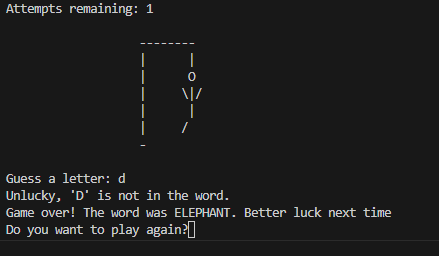 Attempts remaining: 1
--------
|      |
|      O
|     \|/
|      |
|     /
-
Guess a letter: d
Unlucky, 'D' is not in the word.
Game over! The word was ELEPHANT. Better luck next time
Do you want to play again?